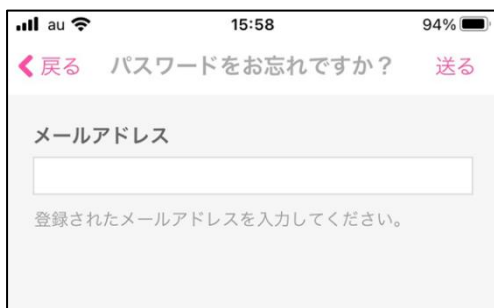 au 15:58 94%
戻る パスワードをお忘れですか？ 送る
メールアドレス
登録されたメールアドレスを入力してください。